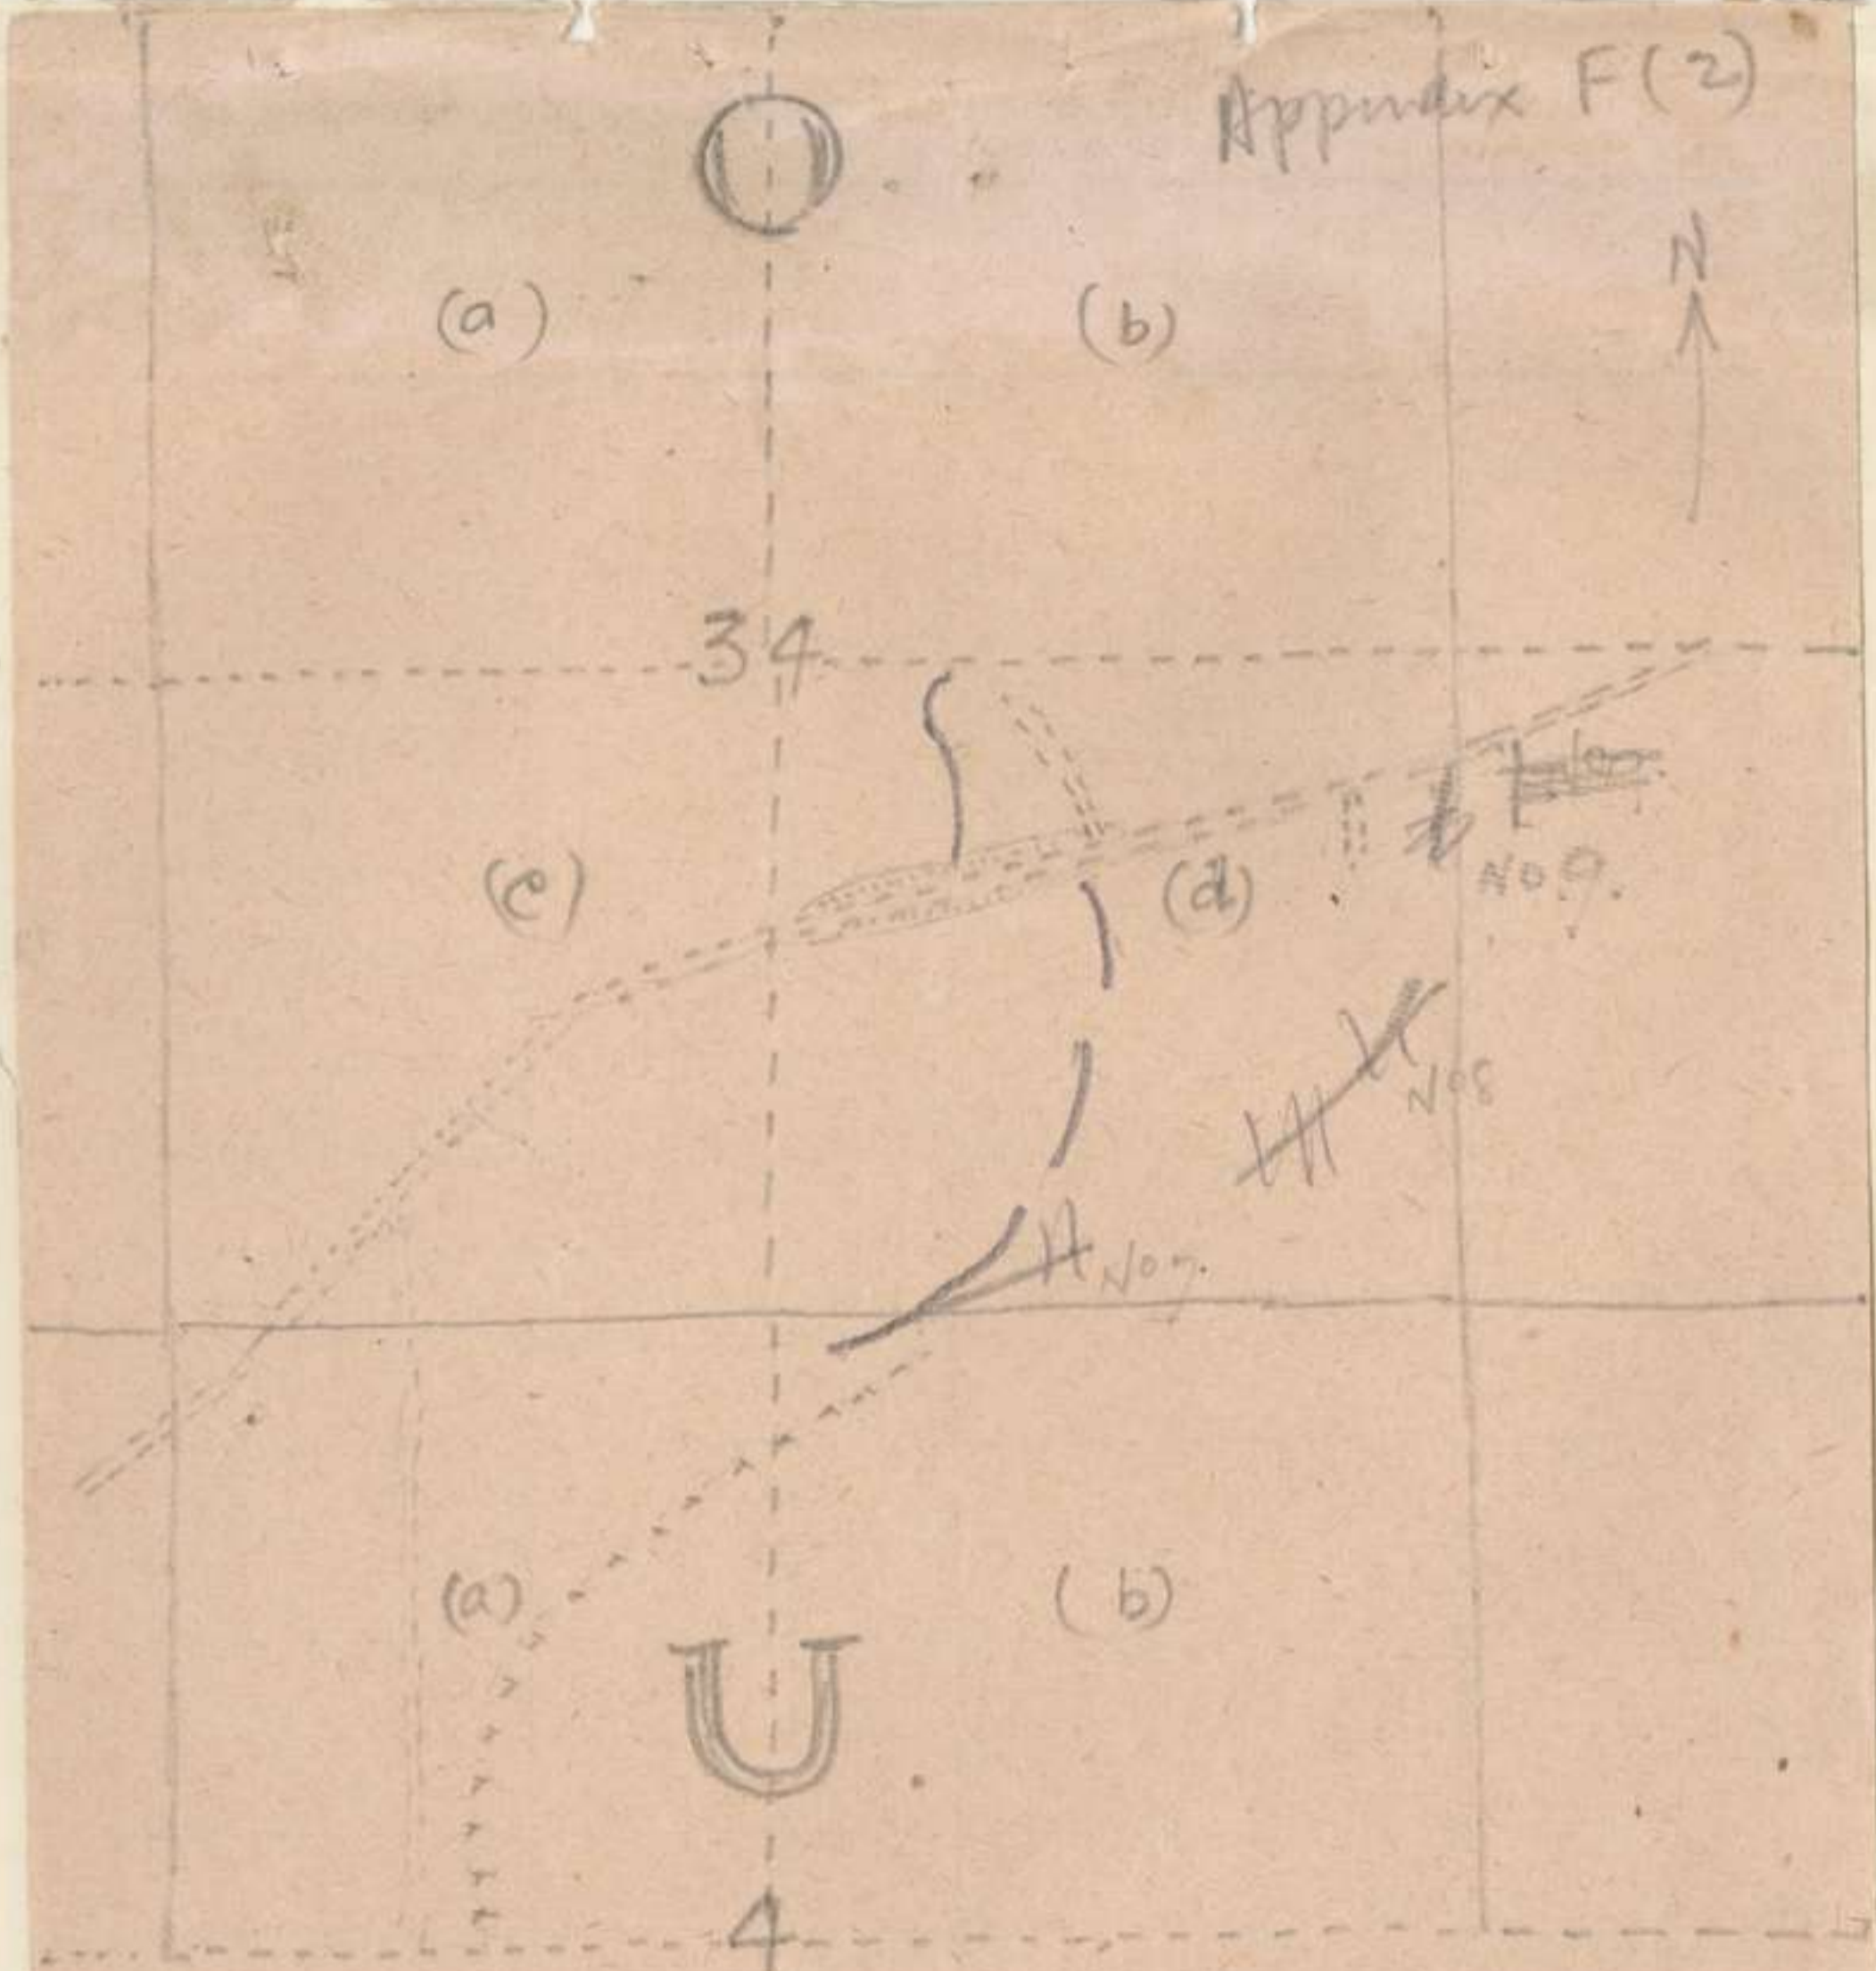 Appendix F(2)
O
N
(a)
(b)
34
(c)
(d)
No 9.
No 8
No 7.
(a)
(b)
U
4